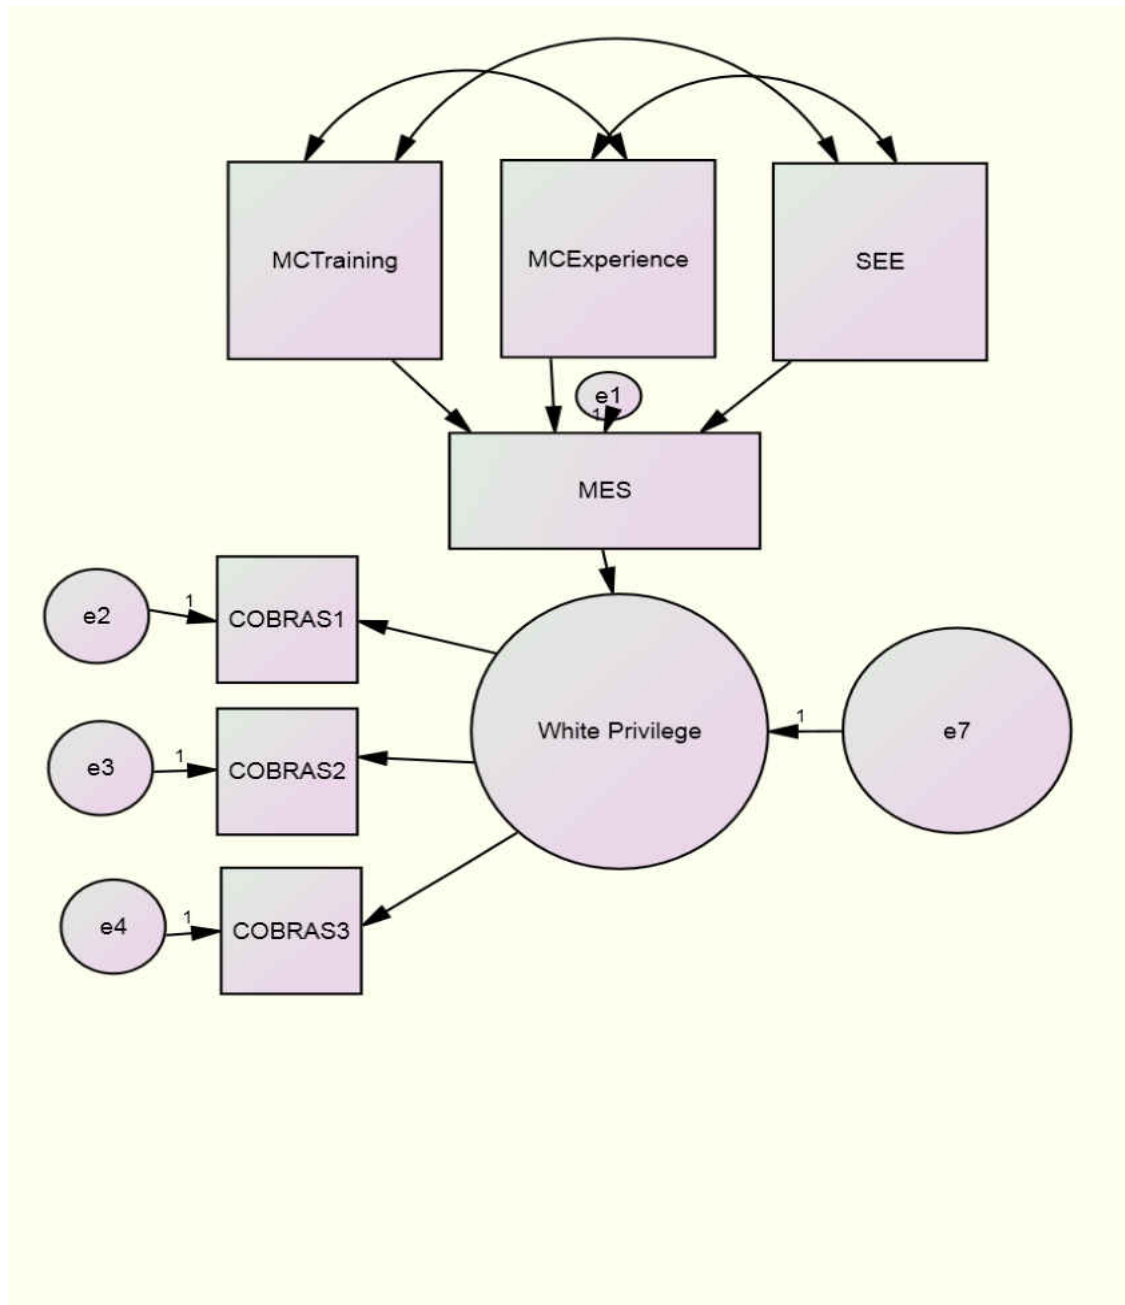 MCTraining
MCExperience
SEE
e1
1
MES
e2
1
COBRAS1
e3
1
COBRAS2
White Privilege
1
e7
e4
1
COBRAS3